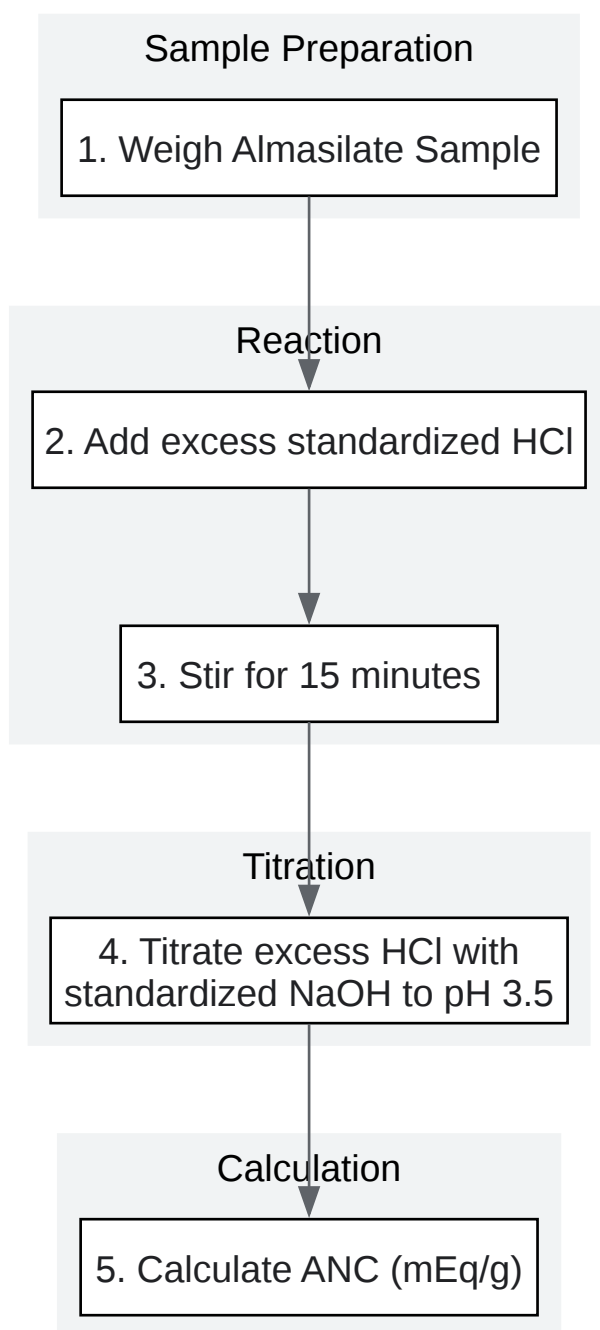 Sample Preparation
1. Weigh Almasilate Sample
Reaction
2. Add excess standardized HCl
3. Stir for 15 minutes
Titration
4. Titrate excess HCl with
standardized NaOH to pH 3.5
Calculation
5. Calculate ANC (mEq/g)